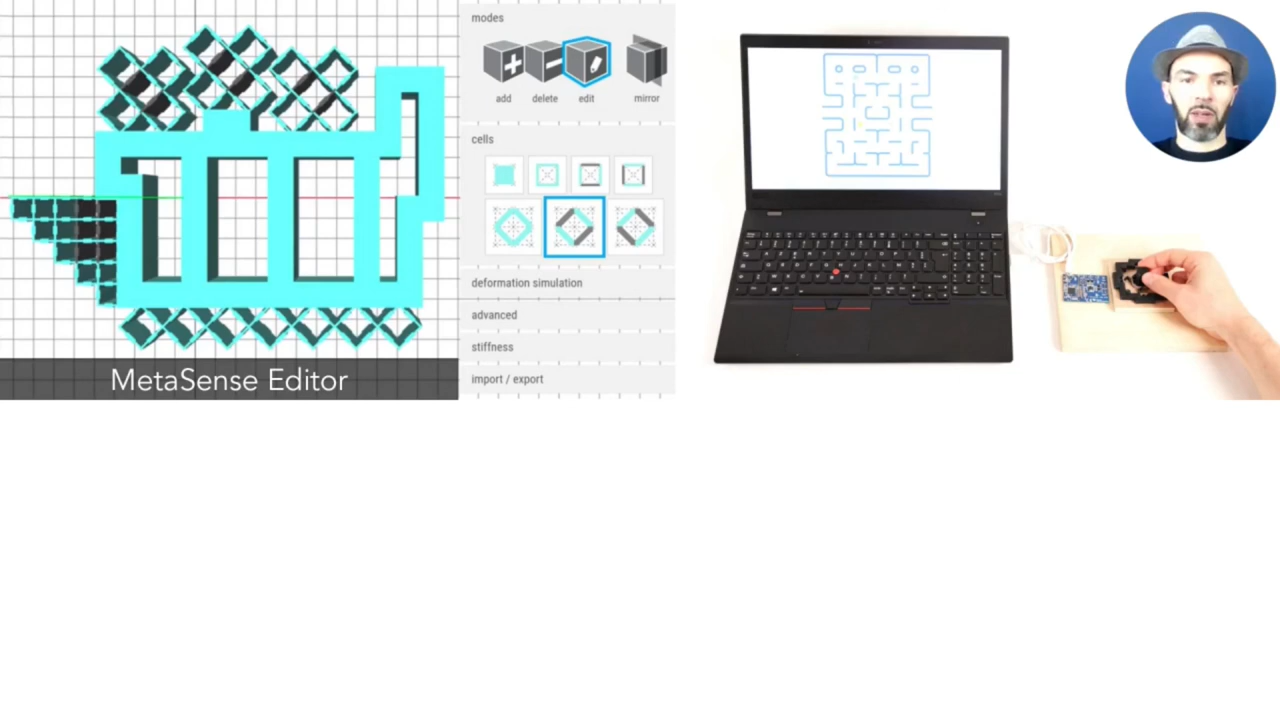 modes
add
delete
edit
mirror
cells
deformation simulation
advanced
stiffness
import / export
MetaSense Editor